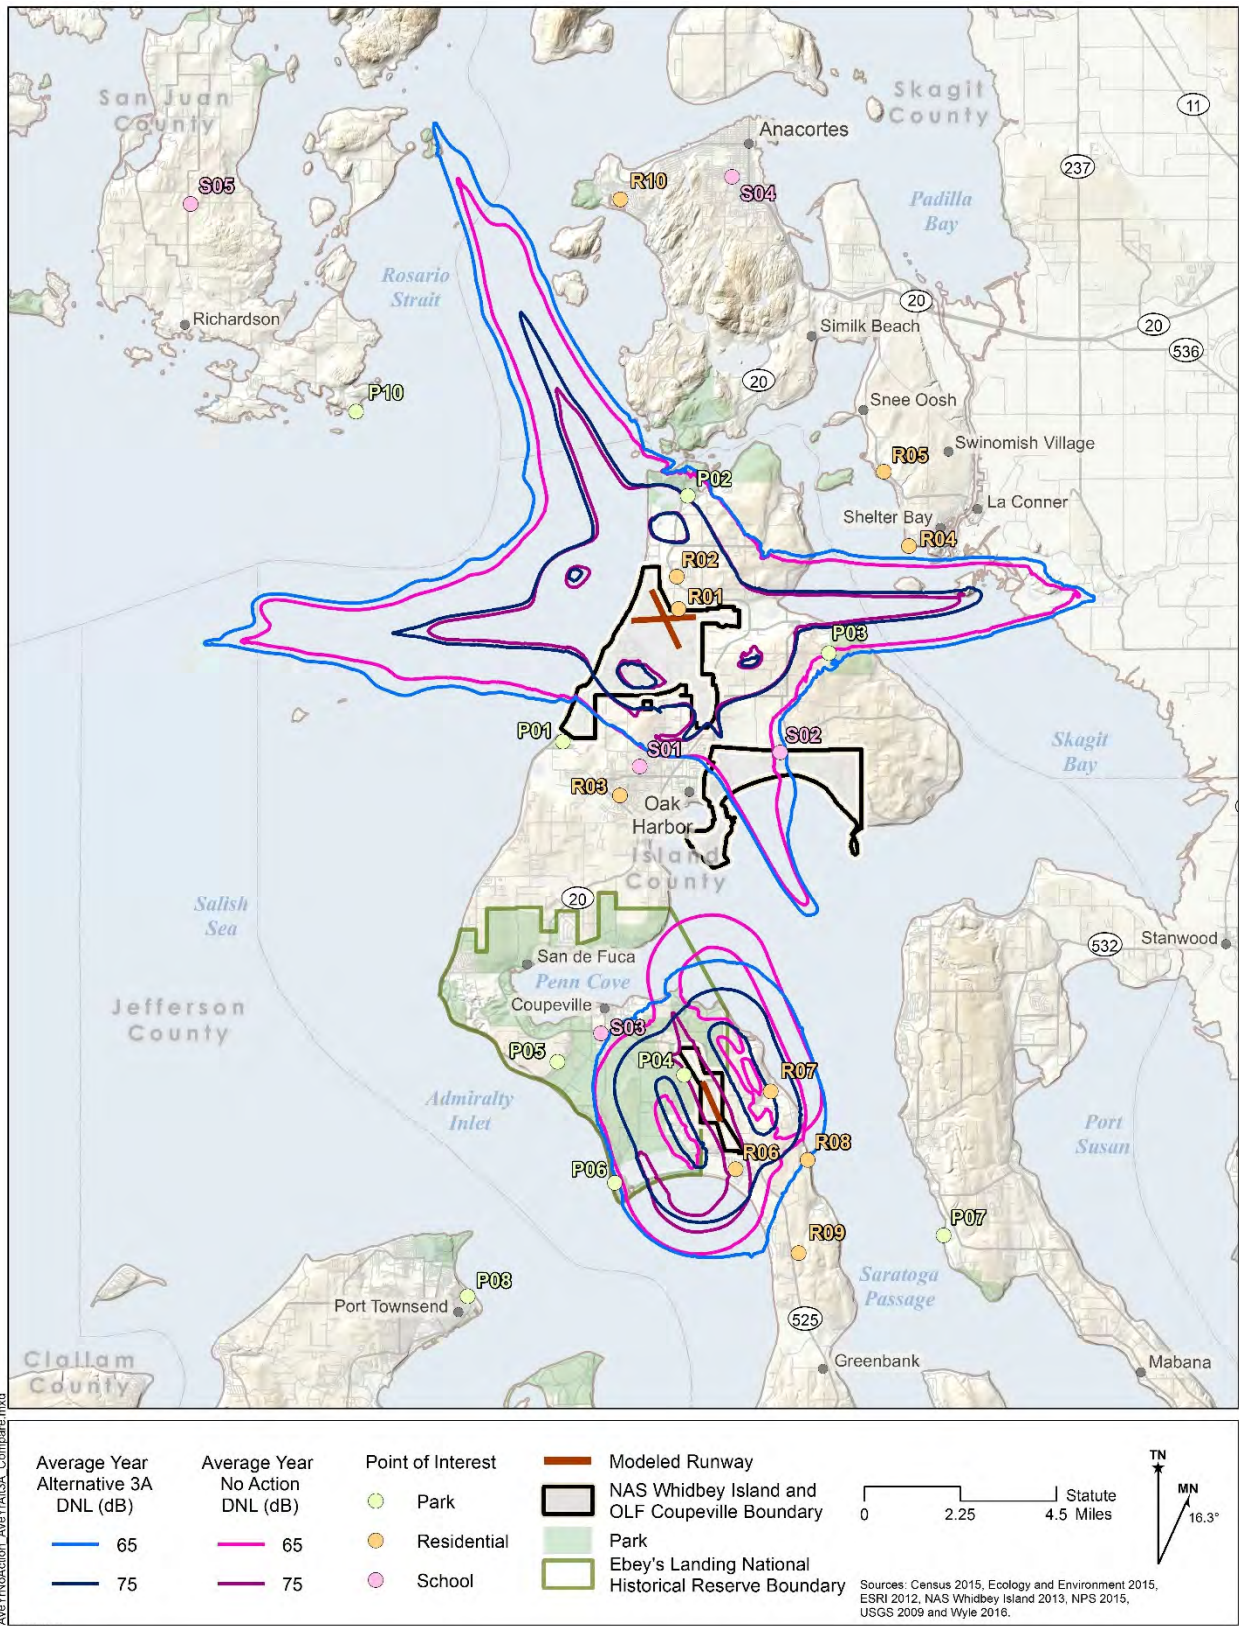 San Juan
County
Skagit
County
11
Anacortes
237
S05
R10
S04
Padilla
Bay
Rosario
Strait
20
Richardson
Similk Beach
20
536
20
P10
Snee Oosh
Swinomish Village
R05
P02
La Conner
Shelter Bay
R04
R02
R01
P03
P01
S01
S02
Skagit
Bay
R03
Oak
Harbor
Island
County
20
Salish
Sea
532
Stanwood
San de Fuca
Penn Cove
Jefferson
County
Coupeville
S03
P05
P04
R07
Admiralty
Inlet
Port
Susan
R08
R06
P06
P07
R09
Saratoga
Passage
P08
Port Townsend
525
Clallam
County
Greenbank
Mabana
Average Year
Alternative 3A
DNL (dB)
65
75
Average Year
No Action
DNL (dB)
65
75
Point of Interest
Park
Residential
School
Modeled Runway
NAS Whidbey Island and
OLF Coupeville Boundary
Park
Ebey's Landing National
Historical Reserve Boundary
Statute
0 2.25 4.5 Miles
TN
MN
16.3°
Sources: Census 2015, Ecology and Environment 2015,
ESRI 2012, NAS Whidbey Island 2013, NPS 2015,
USGS 2009 and Wyle 2016.